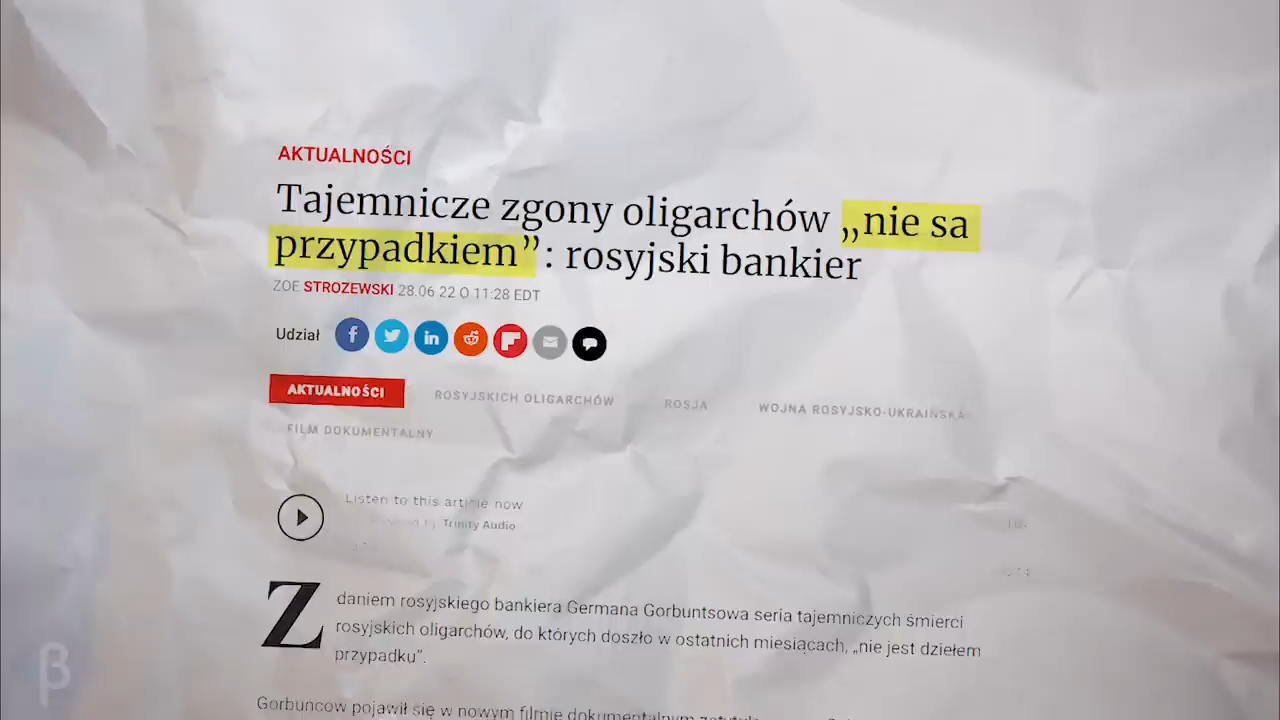 AKTUALNOŚCI
Tajemnicze zgony oligarchów „nie sa
przypadkiem”: rosyjski bankier
ZOE STROZEWSKI 28.06 22 O 11:28 EDT
Udział
AKTUALNOŚCI ROSYJSKICH OLIGARCHÓW ROSJA WOJNA ROSYJSKO-UKRAIŃSKA
FILM DOKUMENTALNY
Listen to this article now
Powered by Trinity Audio
Zdaniem rosyjskiego bankiera Germana Gorbuntsowa seria tajemniczych śmierci
rosyjskich oligarchów, do których doszło w ostatnich miesiącach, „nie jest dziełem
przypadku”.
Gorbuncow pojawił się w nowym filmie dokumentalnym
β